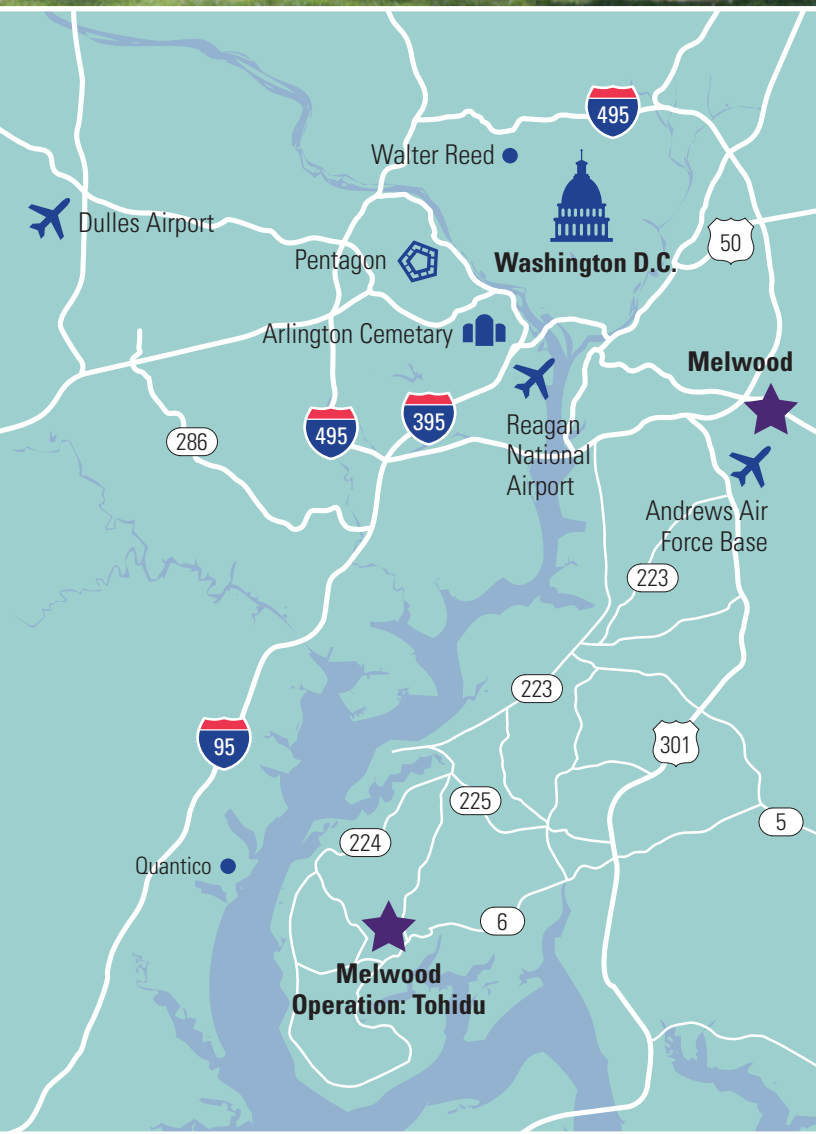 495
Walter Reed
Dulles Airport
50
Pentagon
Washington D.C.
Arlington Cemetary
Melwood
495
395
286
Reagan
National
Airport
Andrews Air
Force Base
223
223
95
301
225
5
224
Quantico
6
Melwood
Operation: Tohidu